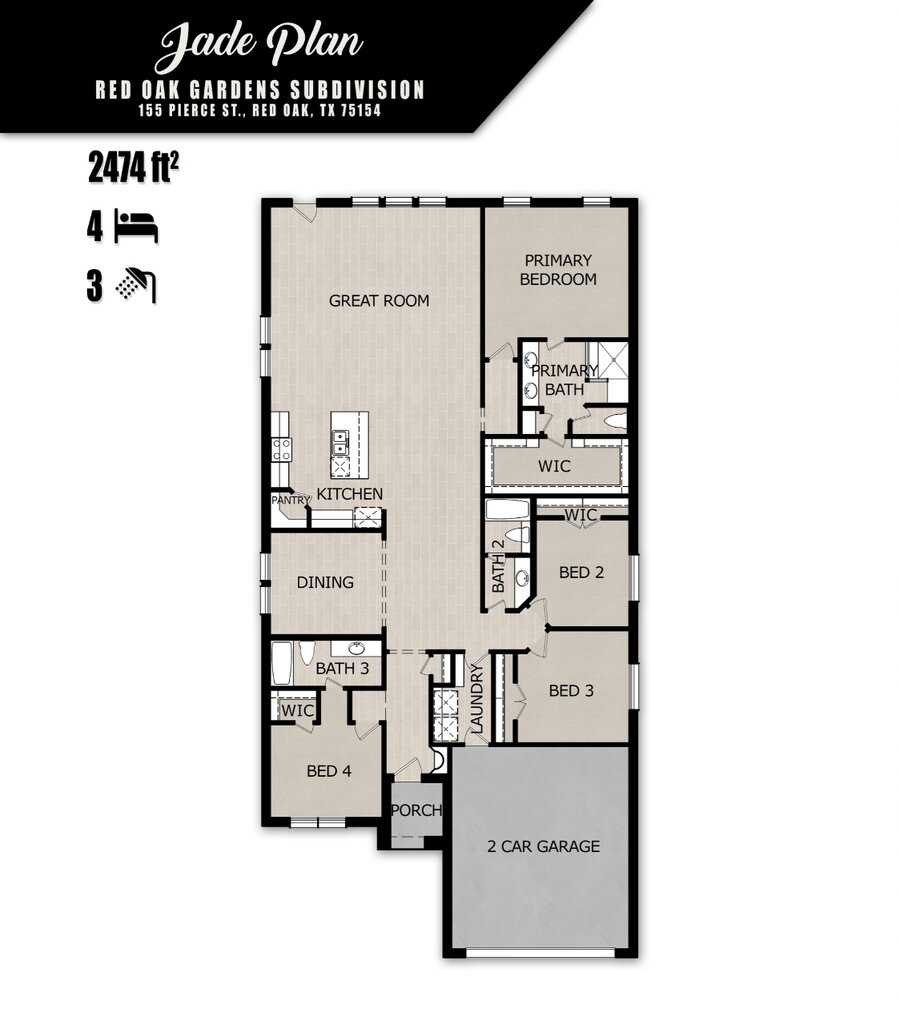 Jade Plan
RED OAK GARDENS SUBDIVISION
155 PIERCE ST., RED OAK, TX 75154
2474 ft²
4
3
GREAT ROOM
PRIMARY
BEDROOM
PRIMARY
BATH
WIC
KITCHEN
PANTRY
WIC
BATH 2
BED 2
DINING
BATH 3
LAUNDRY
BED 3
WIC
BED 4
PORCH
2 CAR GARAGE